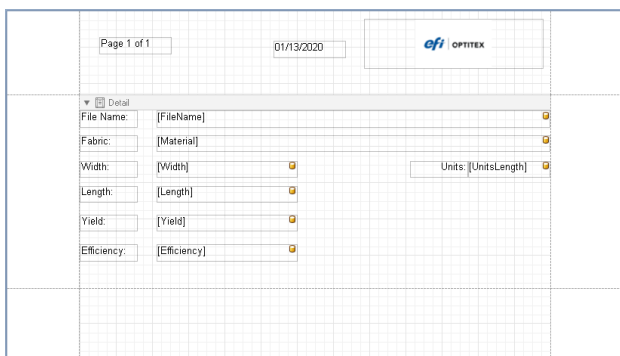 Page 1 of 1
01/13/2020
efi OPTITEX
Detail
File Name: [FileName]
Fabric: [Material]
Width: [Width] Units: [UnitsLength]
Length: [Length]
Yield: [Yield]
Efficiency: [Efficiency]